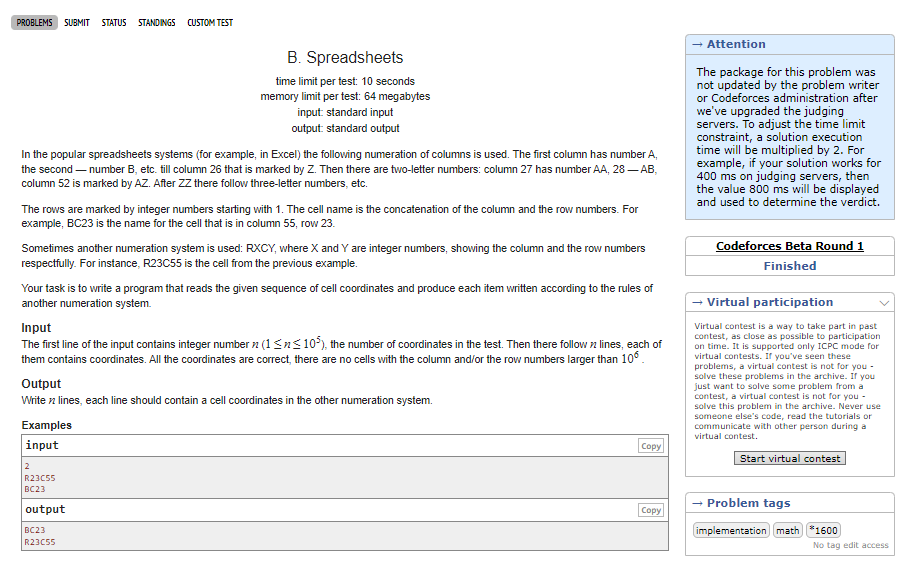 PROBLEMS SUBMIT STATUS STANDINGS CUSTOM TEST
B. Spreadsheets
time limit per test: 10 seconds
memory limit per test: 64 megabytes
input: standard input
output: standard output
In the popular spreadsheets systems (for example, in Excel) the following numeration of columns is used. The first column has number A,
the second — number B, etc. till column 26 that is marked by Z. Then there are two-letter numbers: column 27 has number AA, 28 — AB,
column 52 is marked by AZ. After ZZ there follow three-letter numbers, etc.
The rows are marked by integer numbers starting with 1. The cell name is the concatenation of the column and the row numbers. For
example, BC23 is the name for the cell that is in column 55, row 23.
Sometimes another numeration system is used: RXCY, where X and Y are integer numbers, showing the column and the row numbers
respectfully. For instance, R23C55 is the cell from the previous example.
Your task is to write a program that reads the given sequence of cell coordinates and produce each item written according to the rules of
another numeration system.
Input
The first line of the input contains integer number n (1 ≤ n ≤ 10⁵), the number of coordinates in the test. Then there follow n lines, each of
them contains coordinates. All the coordinates are correct, there are no cells with the column and/or the row numbers larger than 10⁶ .
Output
Write n lines, each line should contain a cell coordinates in the other numeration system.
Examples
input Copy
2
R23C55
BC23
output Copy
BC23
R23C55
→ Attention
The package for this problem was
not updated by the problem writer
or Codeforces administration after
we've upgraded the judging
servers. To adjust the time limit
constraint, a solution execution
time will be multiplied by 2. For
example, if your solution works for
400 ms on judging servers, then
the value 800 ms will be displayed
and used to determine the verdict.
Codeforces Beta Round 1
Finished
→ Virtual participation
Virtual contest is a way to take part in past
contest, as close as possible to participation
on time. It is supported only ICPC mode for
virtual contests. If you've seen these
problems, a virtual contest is not for you -
solve these problems in the archive. If you
just want to solve some problem from a
contest, a virtual contest is not for you -
solve this problem in the archive. Never use
someone else's code, read the tutorials or
communicate with other person during a
virtual contest.
Start virtual contest
→ Problem tags
implementation math *1600
No tag edit access